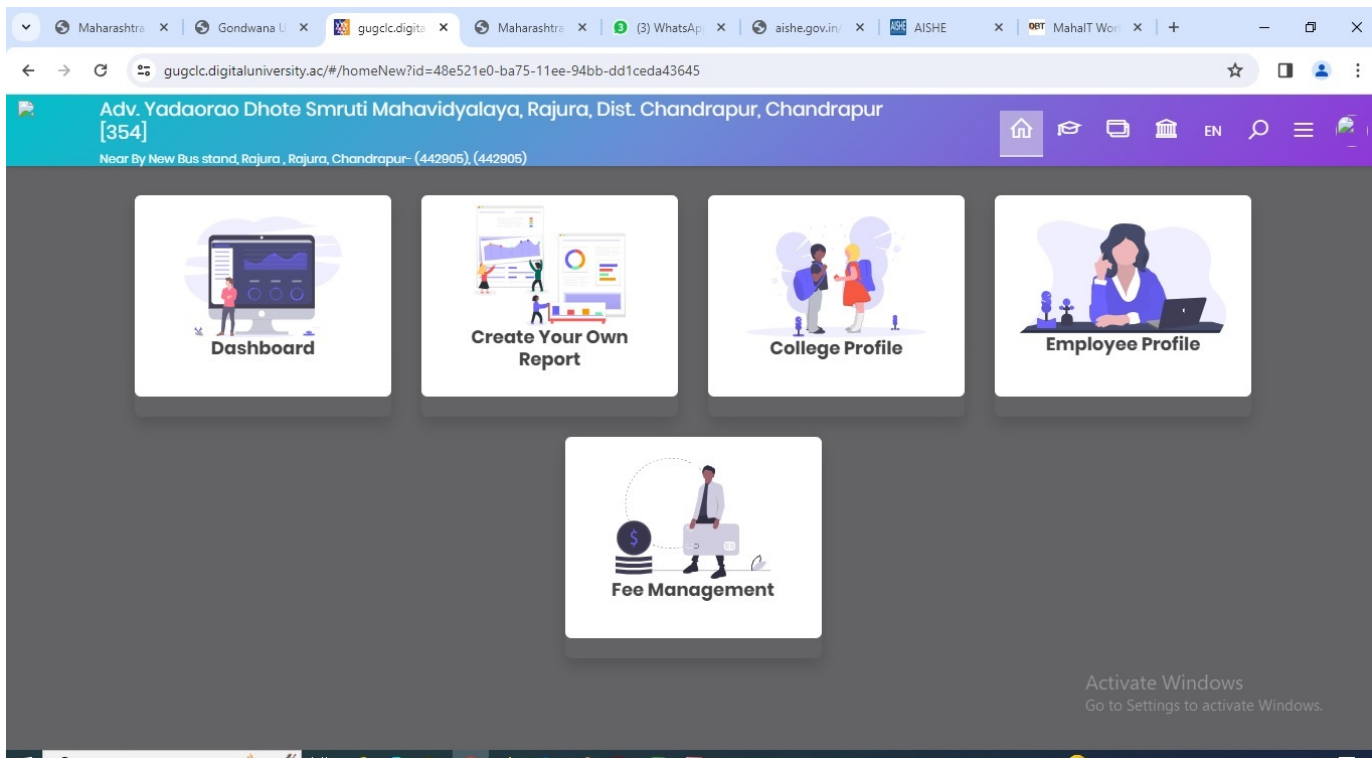 Maharashtra
Gondwana U
gugclc.digita
Maharashtra
(3) WhatsAp
aishe.gov.in/
AISHE
AISHE
DBT
MahaIT Wor
gugclc.digitaluniversity.ac/#/homeNew?id=48e521e0-ba75-11ee-94bb-dd1ceda43645
Adv. Yadaorao Dhote Smruti Mahavidyalaya, Rajura, Dist. Chandrapur, Chandrapur
[354]
Near By New Bus stand, Rajura , Rajura, Chandrapur- (442905), (442905)
EN
Dashboard
Create Your Own
Report
College Profile
Employee Profile
$
Fee Management
Activate Windows
Go to Settings to activate Windows.